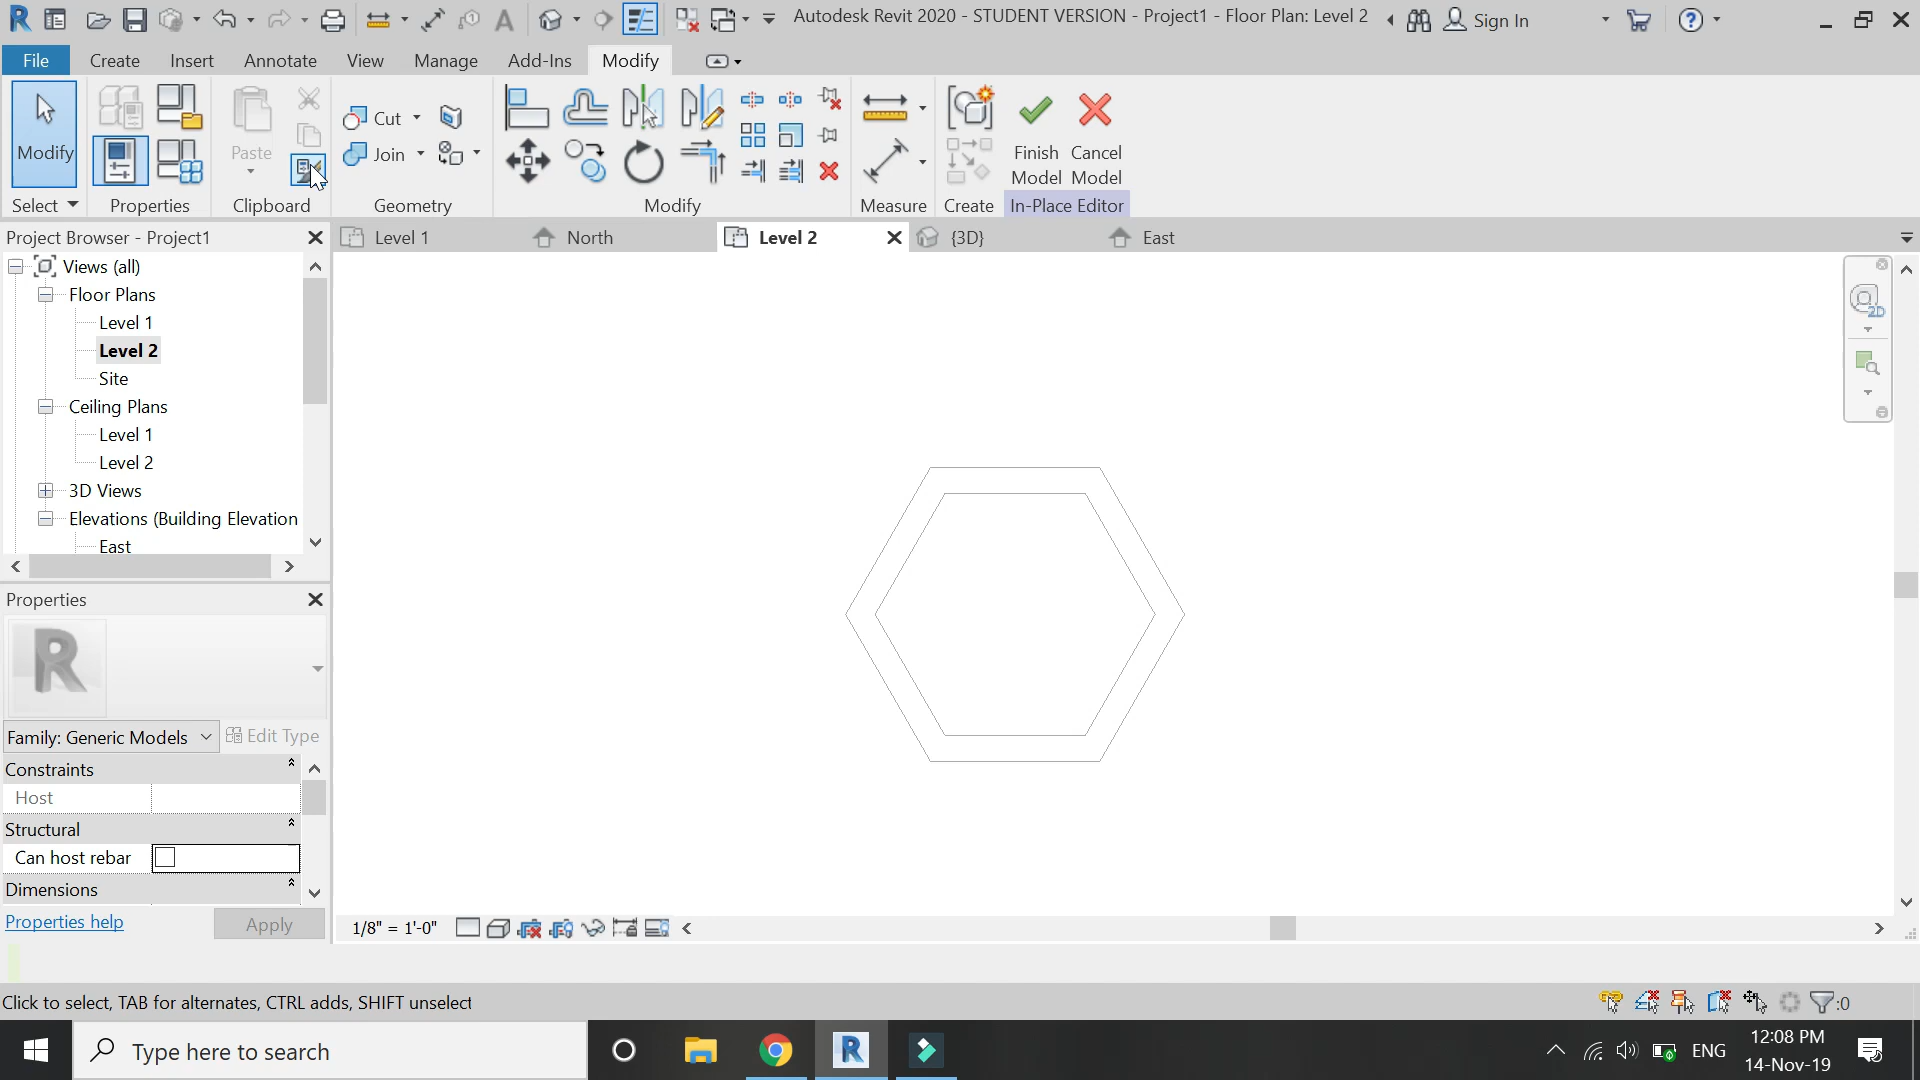 Autodesk Revit 2020 - STUDENT VERSION - Project1 - Floor Plan: Level 2
Sign In
File Create Insert Annotate View Manage Add-Ins Modify
Modify
Paste
Cut
Join
Finish Model
Cancel Model
Select Properties Clipboard Geometry Modify Measure Create In-Place Editor
Project Browser - Project1
Level 1 North Level 2 {3D} East
Views (all)
Floor Plans
Level 1
Level 2
Site
Ceiling Plans
Level 1
Level 2
3D Views
Elevations (Building Elevation
East
2D
Properties
R
Family: Generic Models
Edit Type
Constraints
Host
Structural
Can host rebar
Dimensions
Properties help
Apply
1/8" = 1'-0"
Click to select, TAB for alternates, CTRL adds, SHIFT unselect
:0
Type here to search
ENG
12:08 PM
14-Nov-19